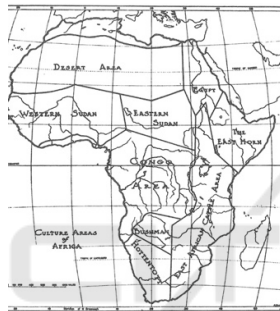 DESERT AREA
EGYPT
WESTERN SUDAN
EASTERN
SUDAN
THE
EAST HORN
CONGO
AREA
EAST AFRICAN CATTLE AREA
BUSHMAN
HOTTENTOT
CULTURE AREAS
of
AFRICA